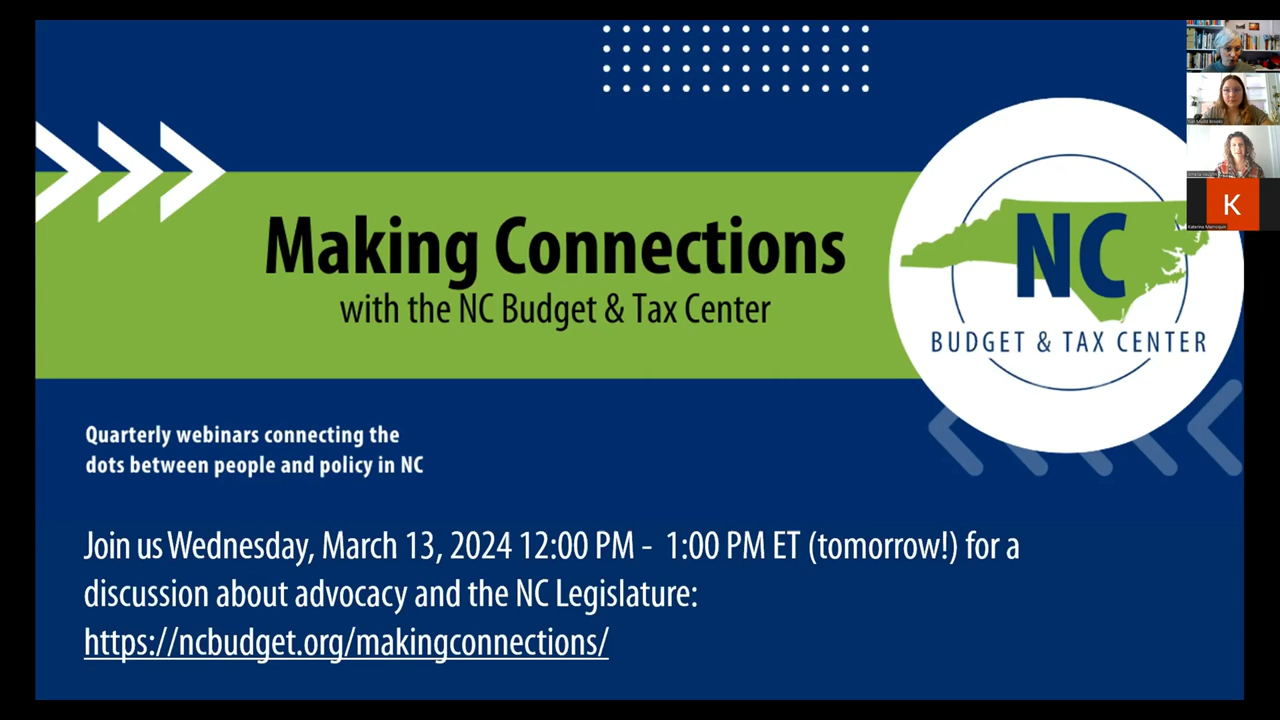 Making Connections
with the NC Budget & Tax Center
NC
BUDGET & TAX CENTER
Quarterly webinars connecting the
dots between people and policy in NC
Join us Wednesday, March 13, 2024 12:00 PM - 1:00 PM ET (tomorrow!) for a
discussion about advocacy and the NC Legislature:
https://ncbudget.org/makingconnections/
K